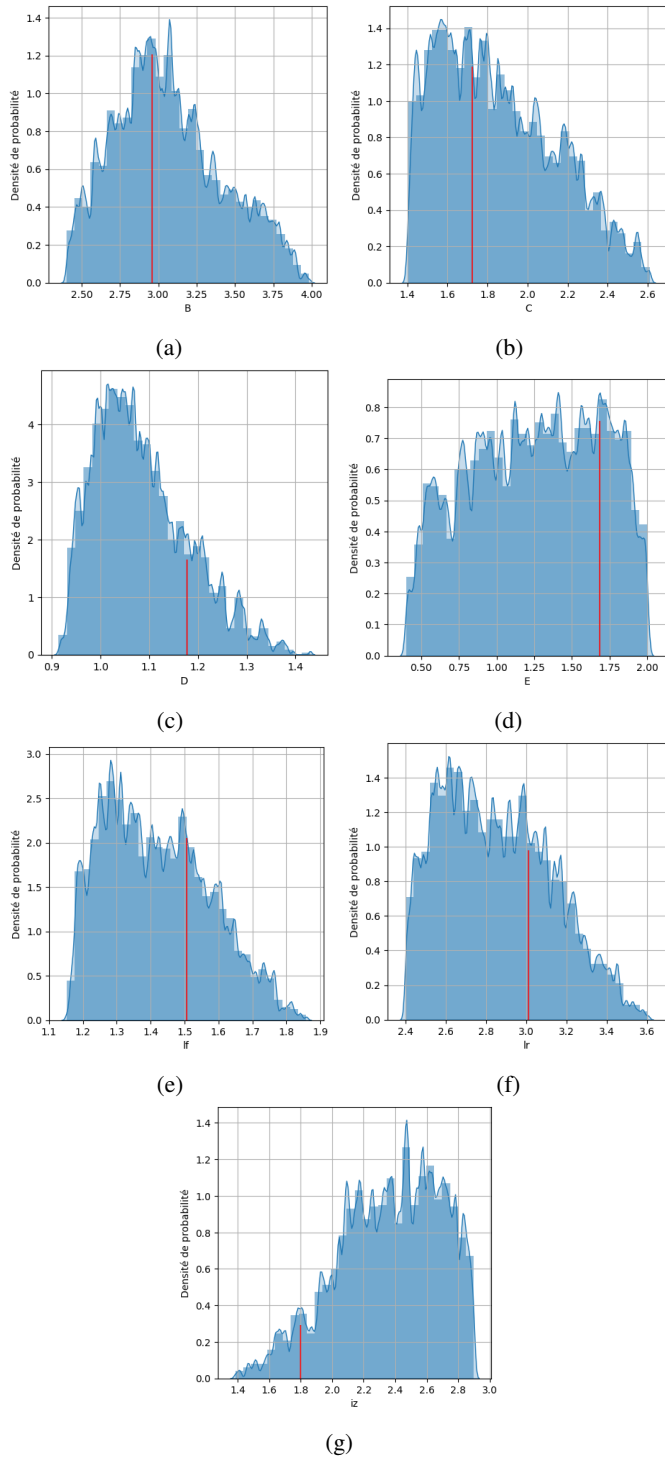 1.4
1.2
1.0
0.8
0.6
0.4
0.2
0.0
Densité de probabilité
2.50 2.75 3.00 3.25 3.50 3.75 4.00
B
(a)
1.4
1.2
1.0
0.8
0.6
0.4
0.2
0.0
Densité de probabilité
1.4 1.6 1.8 2.0 2.2 2.4 2.6
C
(b)
4
3
2
1
0
Densité de probabilité
0.9 1.0 1.1 1.2 1.3 1.4
D
(c)
0.8
0.7
0.6
0.5
0.4
0.3
0.2
0.1
0.0
Densité de probabilité
0.50 0.75 1.00 1.25 1.50 1.75 2.00
E
(d)
3.0
2.5
2.0
1.5
1.0
0.5
0.0
Densité de probabilité
1.1 1.2 1.3 1.4 1.5 1.6 1.7 1.8 1.9
lf
(e)
1.4
1.2
1.0
0.8
0.6
0.4
0.2
0.0
Densité de probabilité
2.4 2.6 2.8 3.0 3.2 3.4 3.6
lr
(f)
1.4
1.2
1.0
0.8
0.6
0.4
0.2
0.0
Densité de probabilité
1.4 1.6 1.8 2.0 2.2 2.4 2.6 2.8 3.0
iz
(g)